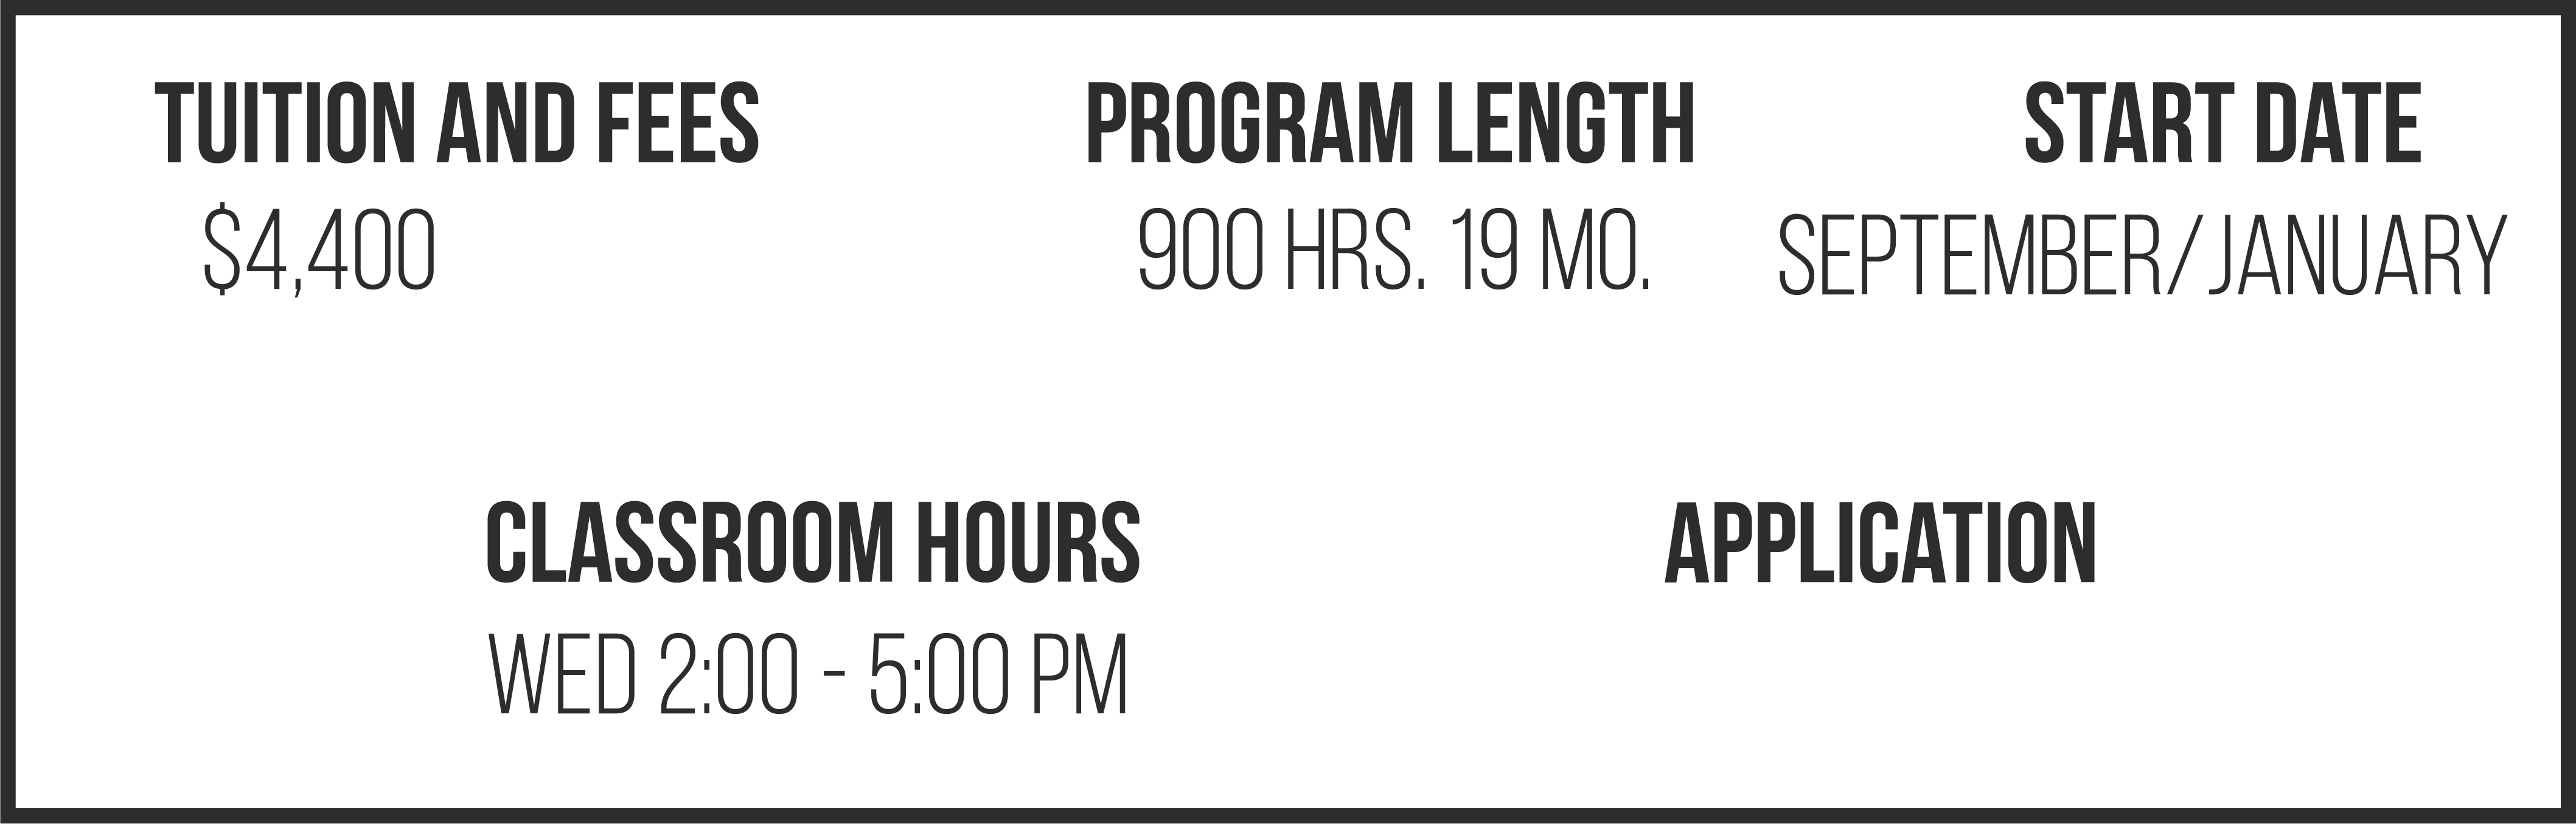 TUITION AND FEES
$4,400
PROGRAM LENGTH
900 HRS. 19 MO.
START DATE
SEPTEMBER/JANUARY
CLASSROOM HOURS
WED 2:00 - 5:00 PM
APPLICATION